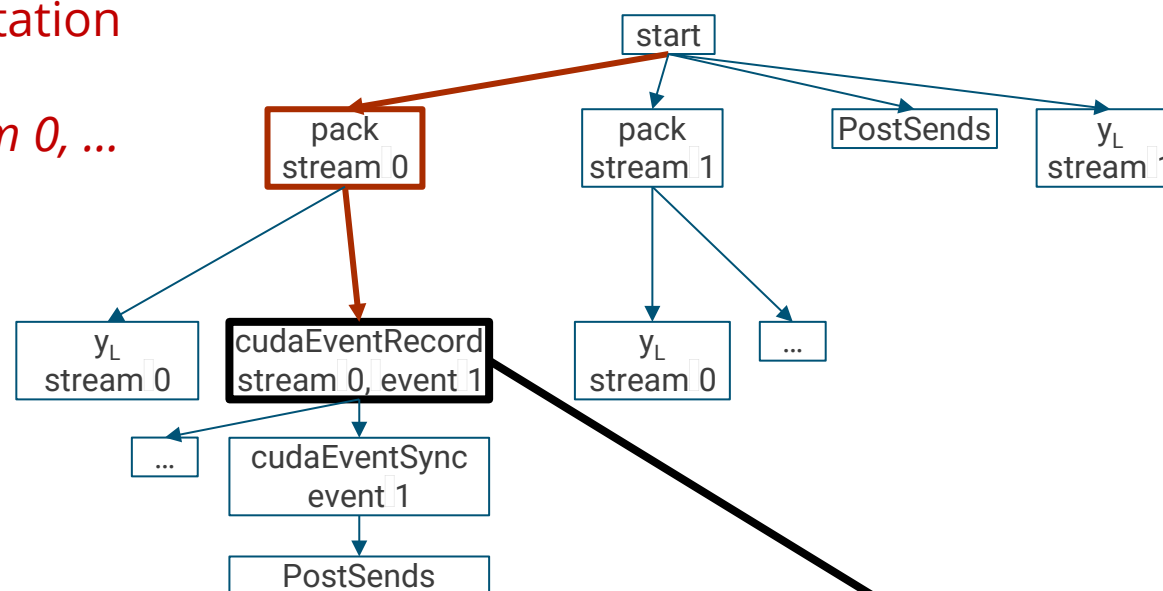 tation
m 0, ...
start
pack
stream 0
pack
stream 1
PostSends
yL
stream 1
yL
stream 0
cudaEventRecord
stream 0, event 1
yL
stream 0
...
...
cudaEventSync
event 1
PostSends